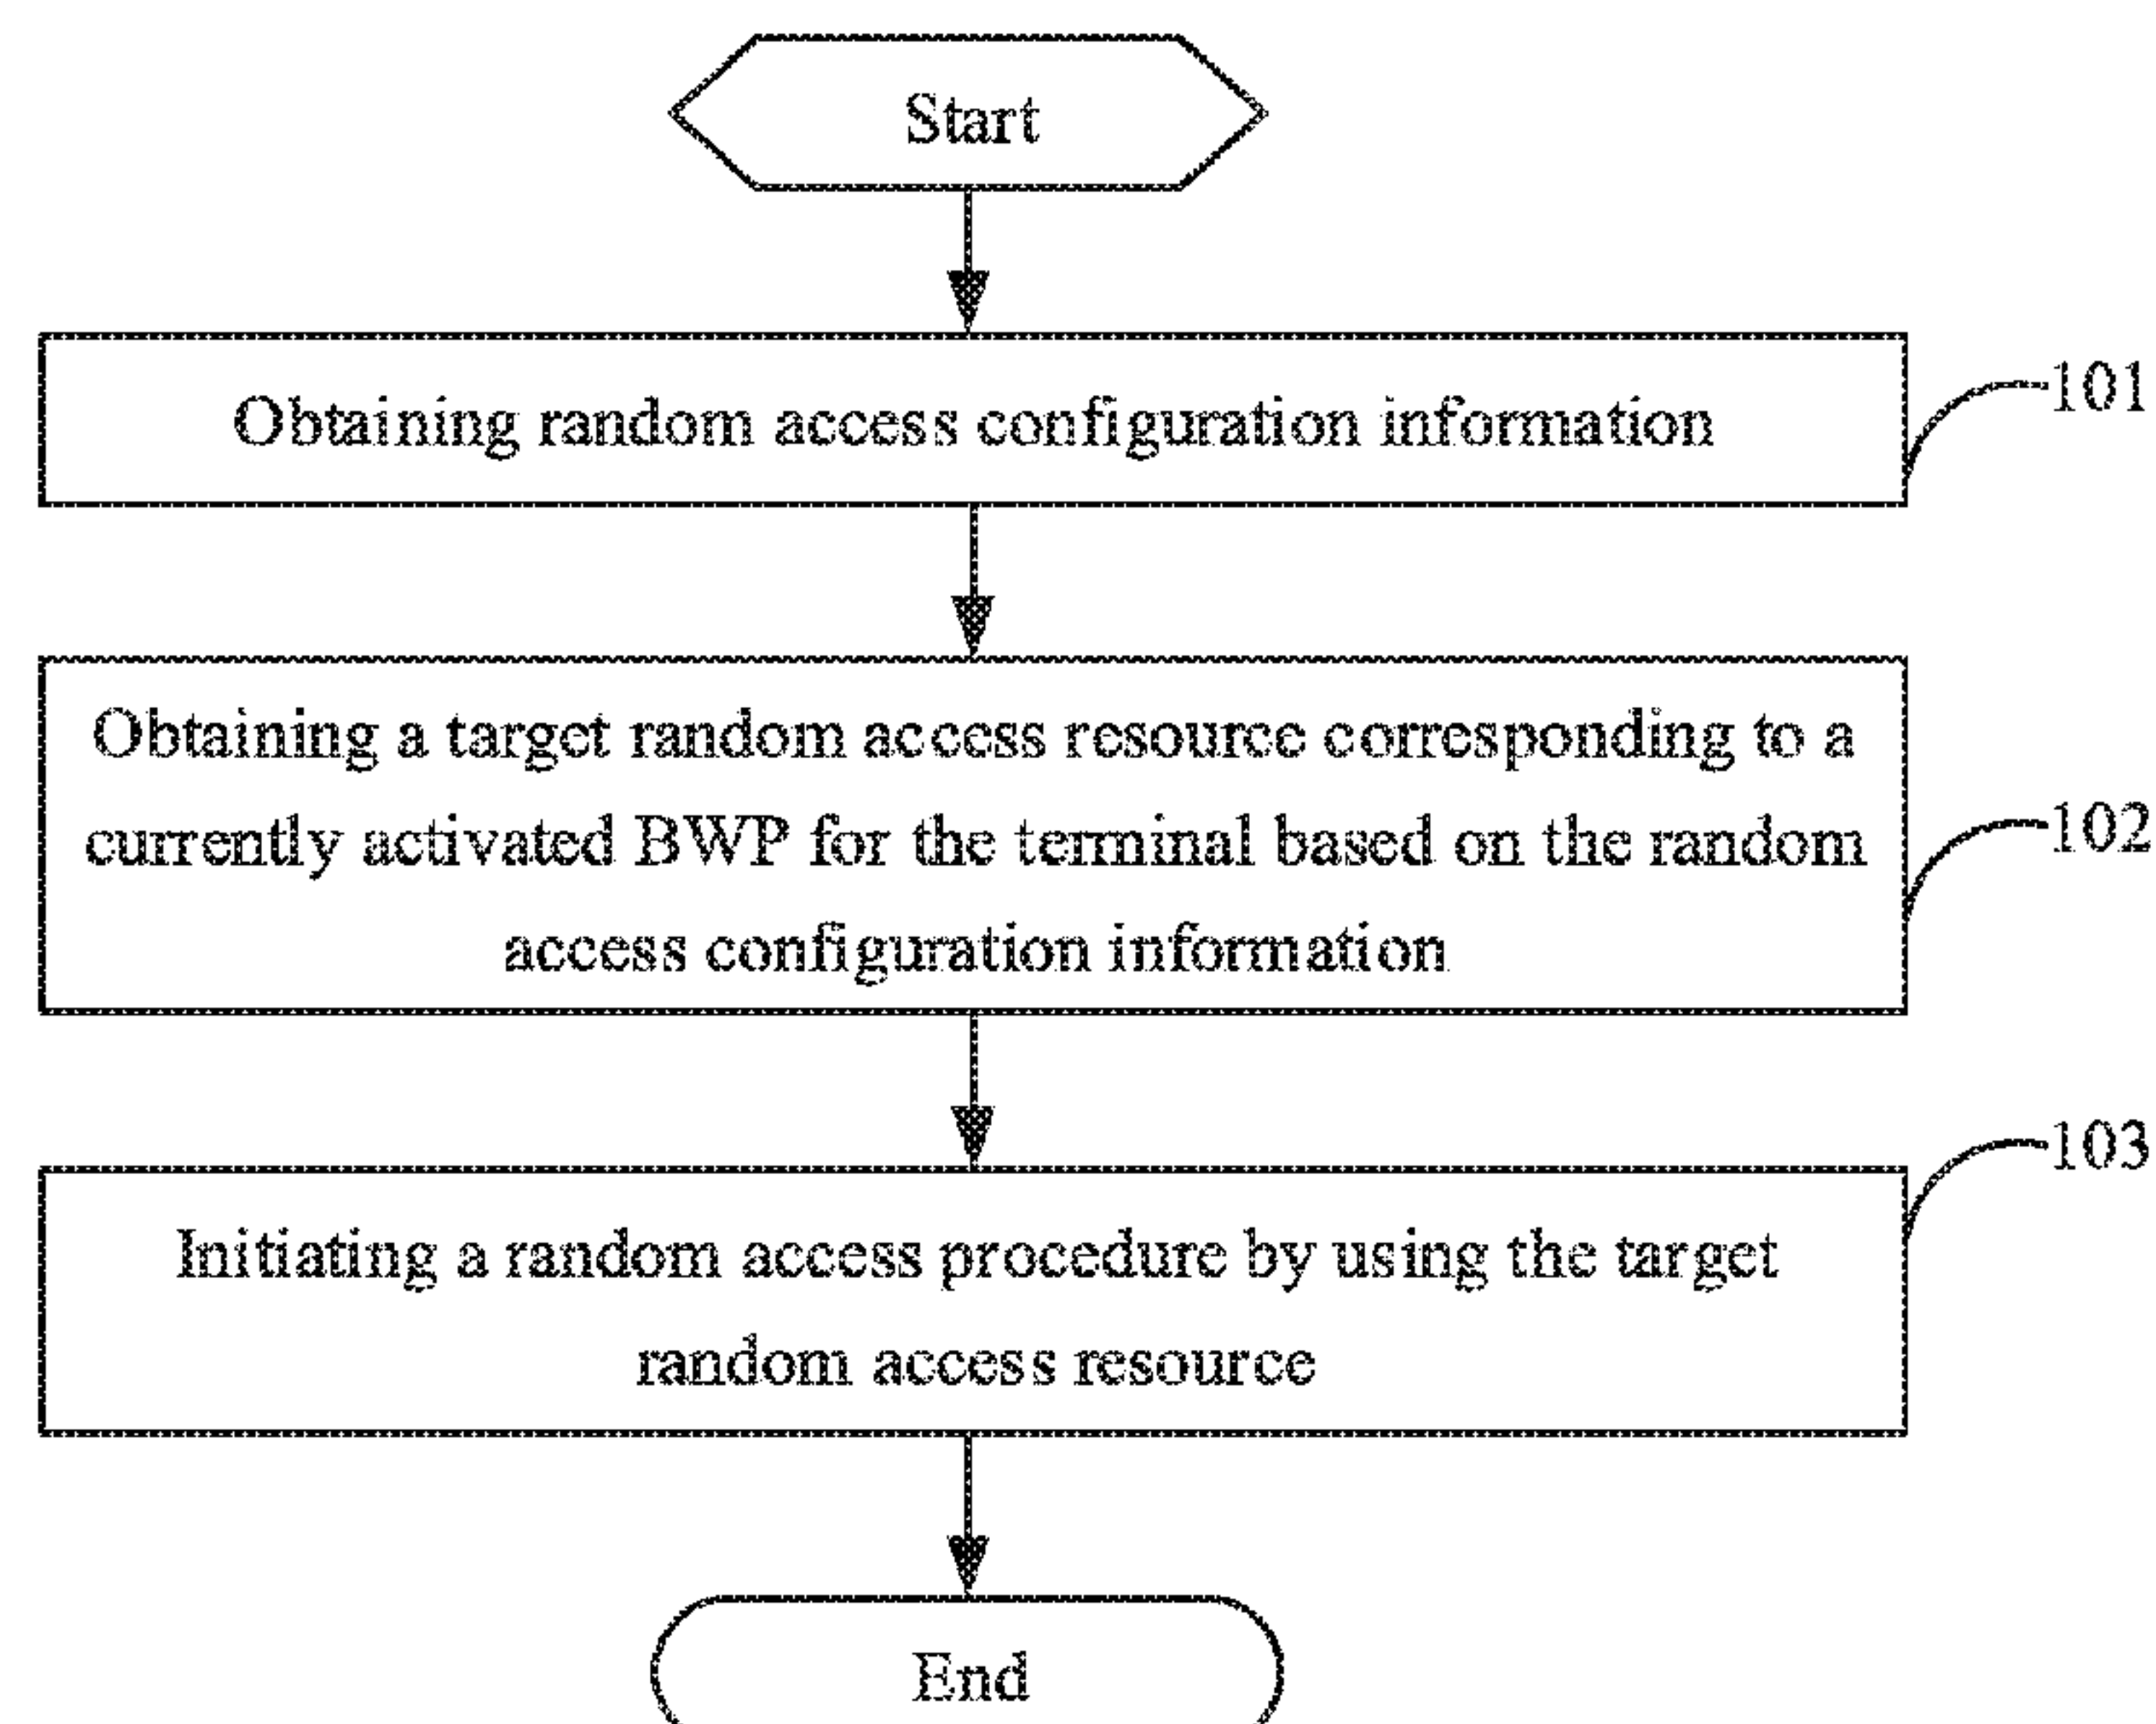 Start
Obtaining random access configuration information
101
Obtaining a target random access resource corresponding to a
currently activated BWP for the terminal based on the random
access configuration information
102
103
Initiating a random access procedure by using the target
random access resource
End